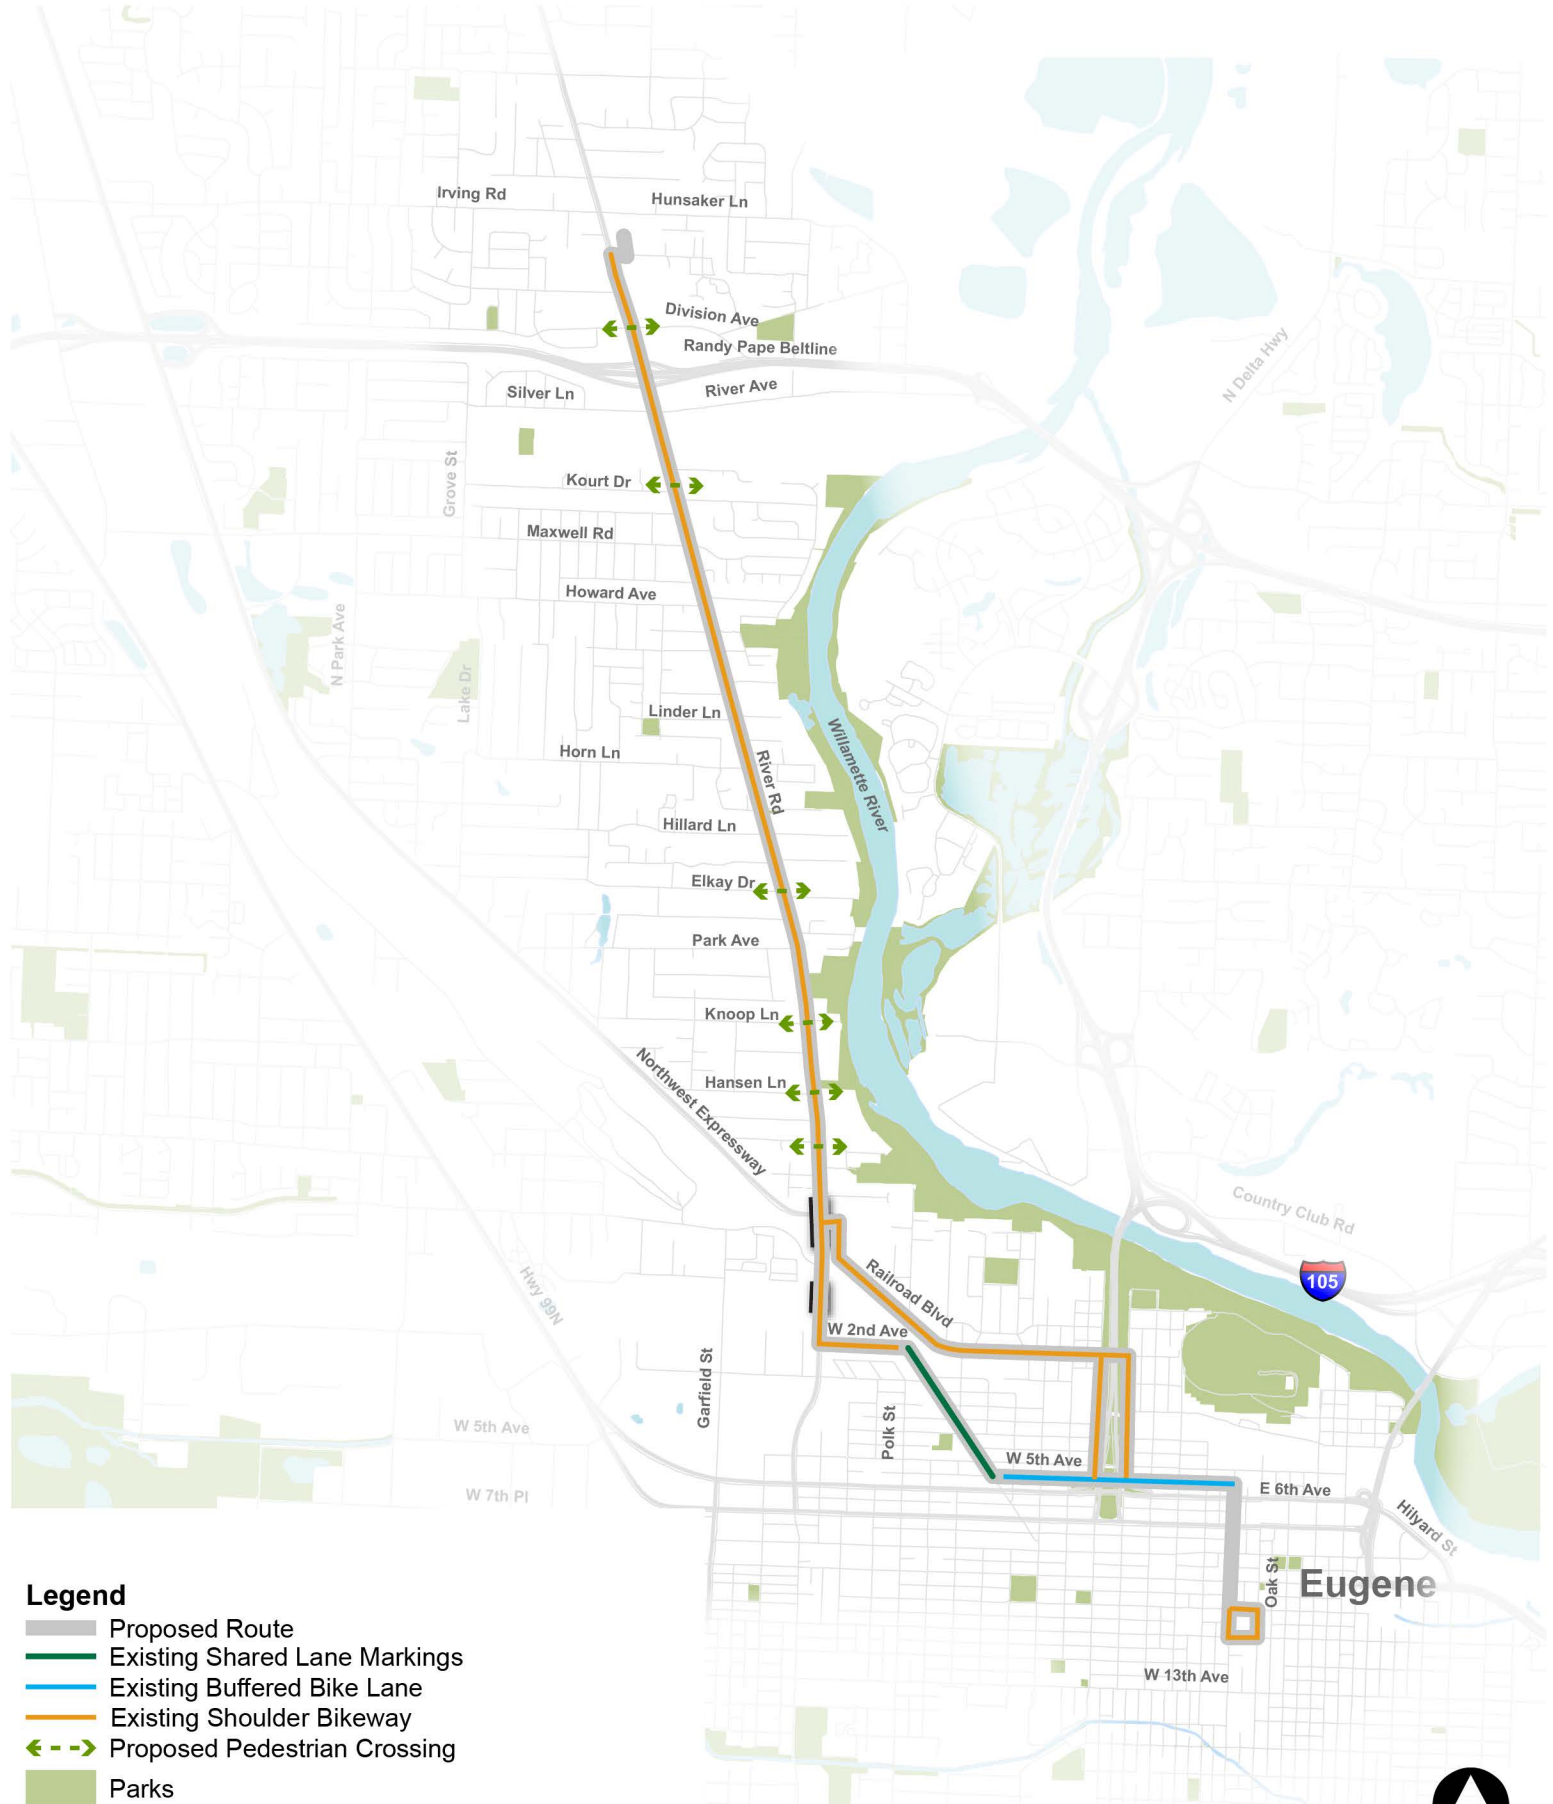 Irving Rd
Hunsaker Ln
Division Ave
Randy Pape Beltline
N Delta Hwy
Silver Ln
River Ave
Grove St
Kourt Dr
Maxwell Rd
Howard Ave
N Park Ave
Lake Dr
Linder Ln
Horn Ln
River Rd
Willamette River
Hillard Ln
Elkay Dr
Park Ave
Knoop Ln
Northwest Expressway
Hansen Ln
Country Club Rd
Hwy 99N
Railroad Blvd
105
W 2nd Ave
Garfield St
Polk St
W 5th Ave
W 5th Ave
E 6th Ave
W 7th Pl
Hilyard St
Oak St
Eugene
W 13th Ave
Legend
Proposed Route
Existing Shared Lane Markings
Existing Buffered Bike Lane
Existing Shoulder Bikeway
Proposed Pedestrian Crossing
Parks